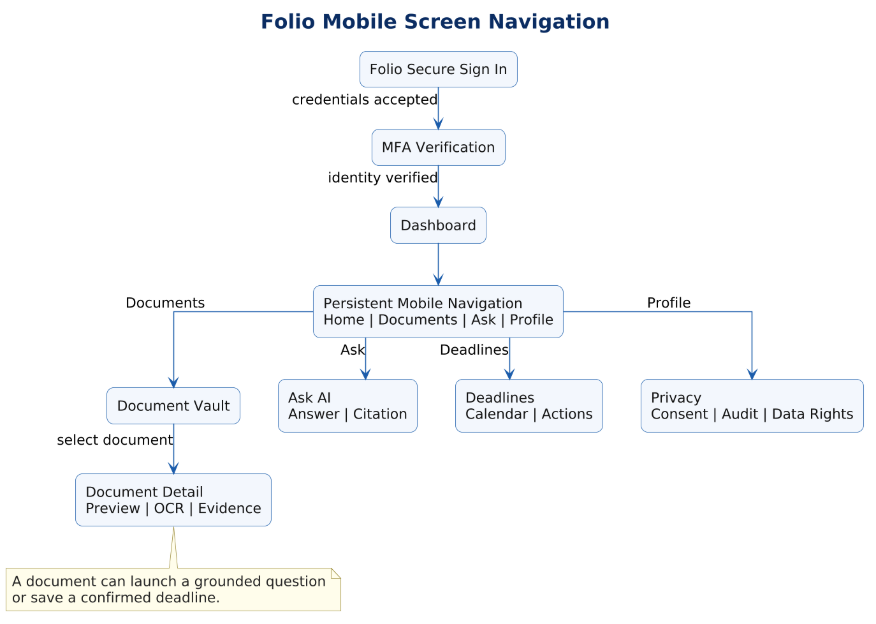 Folio Mobile Screen Navigation
Folio Secure Sign In
credentials accepted
MFA Verification
identity verified
Dashboard
Persistent Mobile Navigation
Home | Documents | Ask | Profile
Documents
Profile
Ask
Deadlines
Document Vault
Ask AI
Answer | Citation
Deadlines
Calendar | Actions
Privacy
Consent | Audit | Data Rights
select document
Document Detail
Preview | OCR | Evidence
A document can launch a grounded question
or save a confirmed deadline.